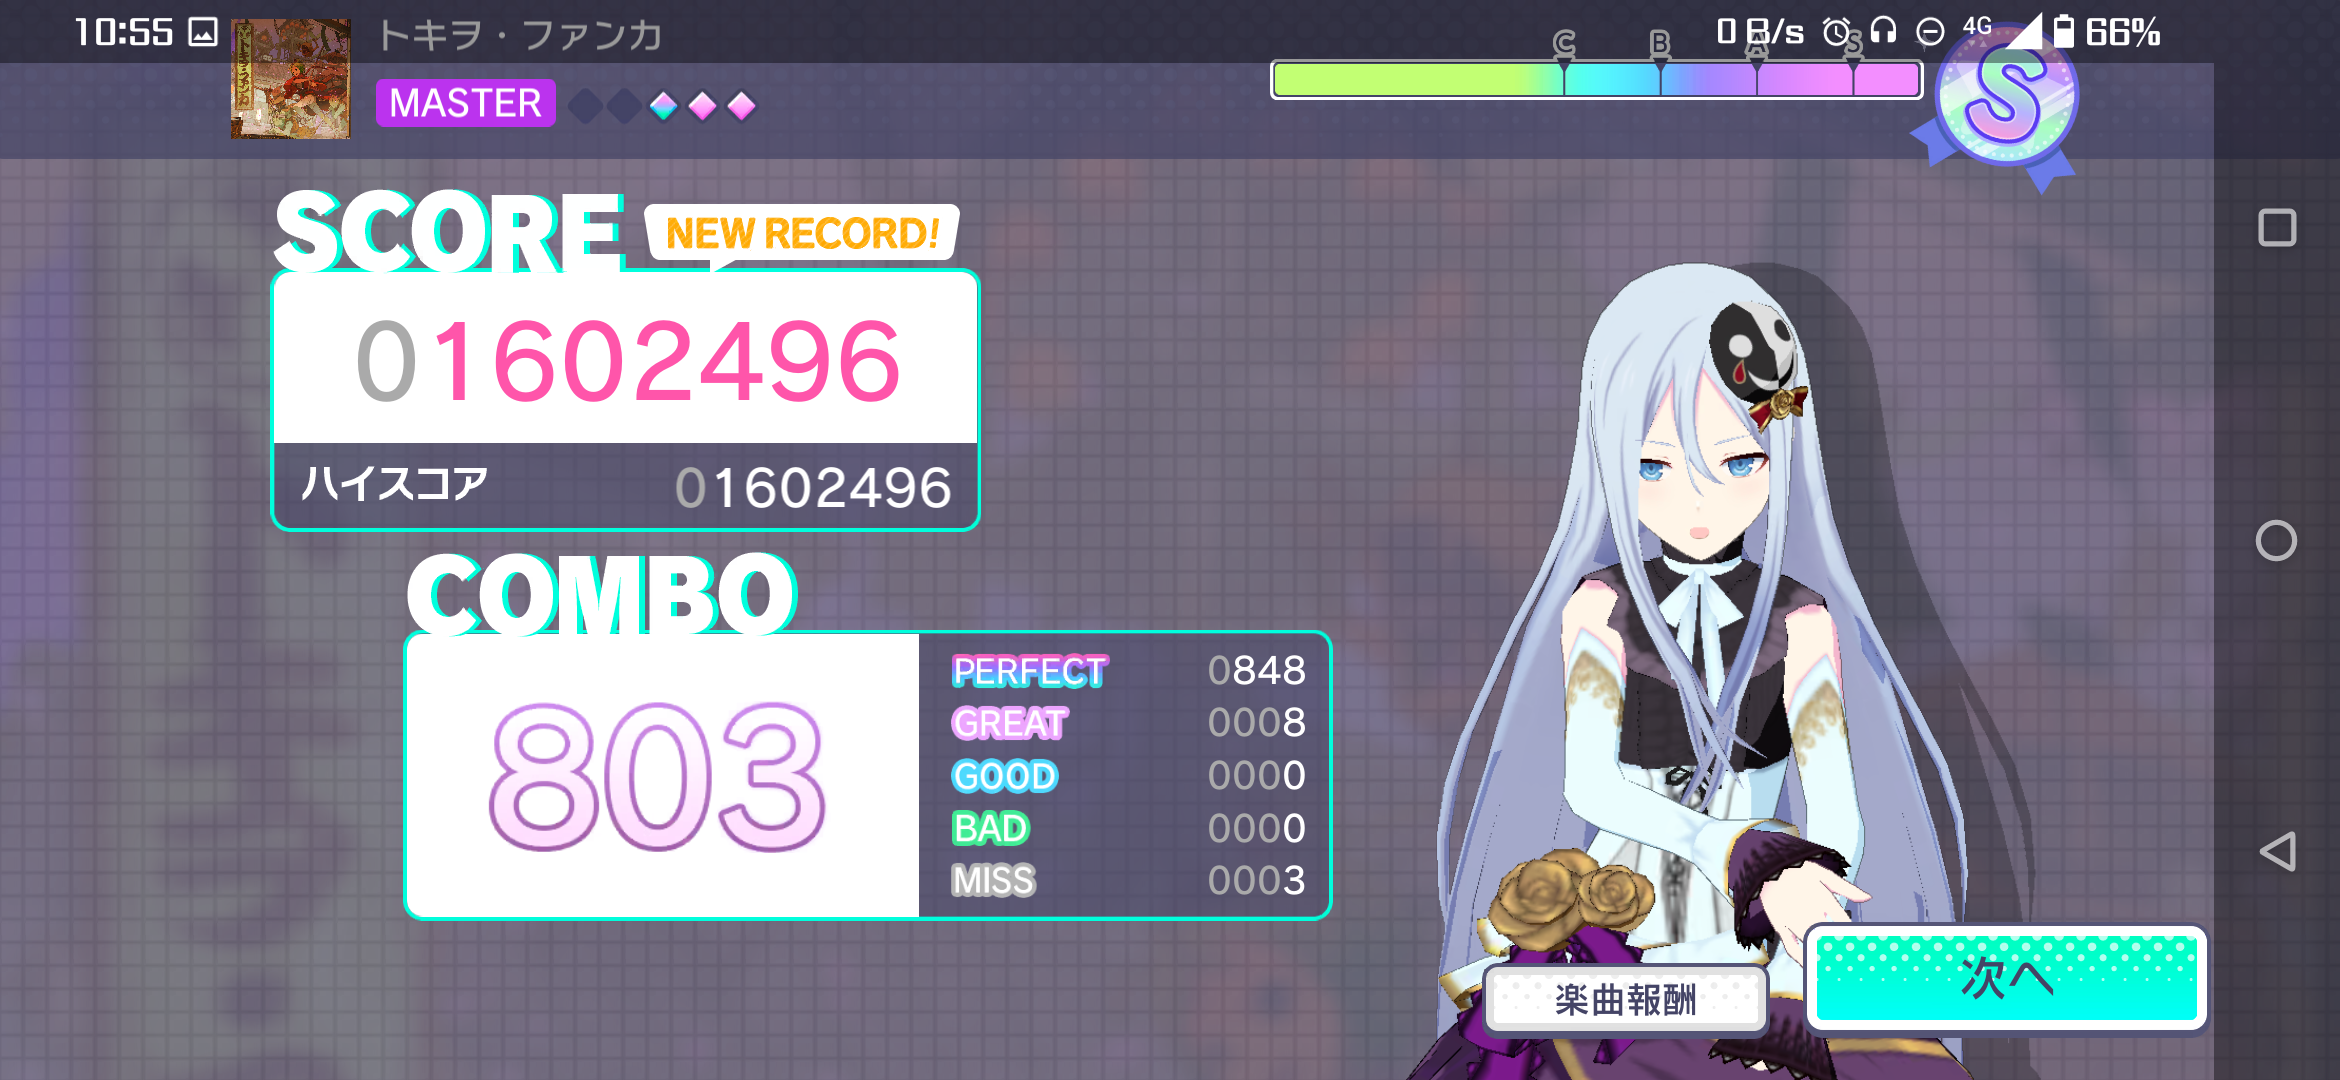 10:55
0 B/s
4G
66%
トキヲ・ファンカ
C B A S
S
MASTER
SCORE
NEW RECORD!
01602496
ハイスコア 01602496
COMBO
803
PERFECT 0848
GREAT 0008
GOOD 0000
BAD 0000
MISS 0003
楽曲報酬
次へ